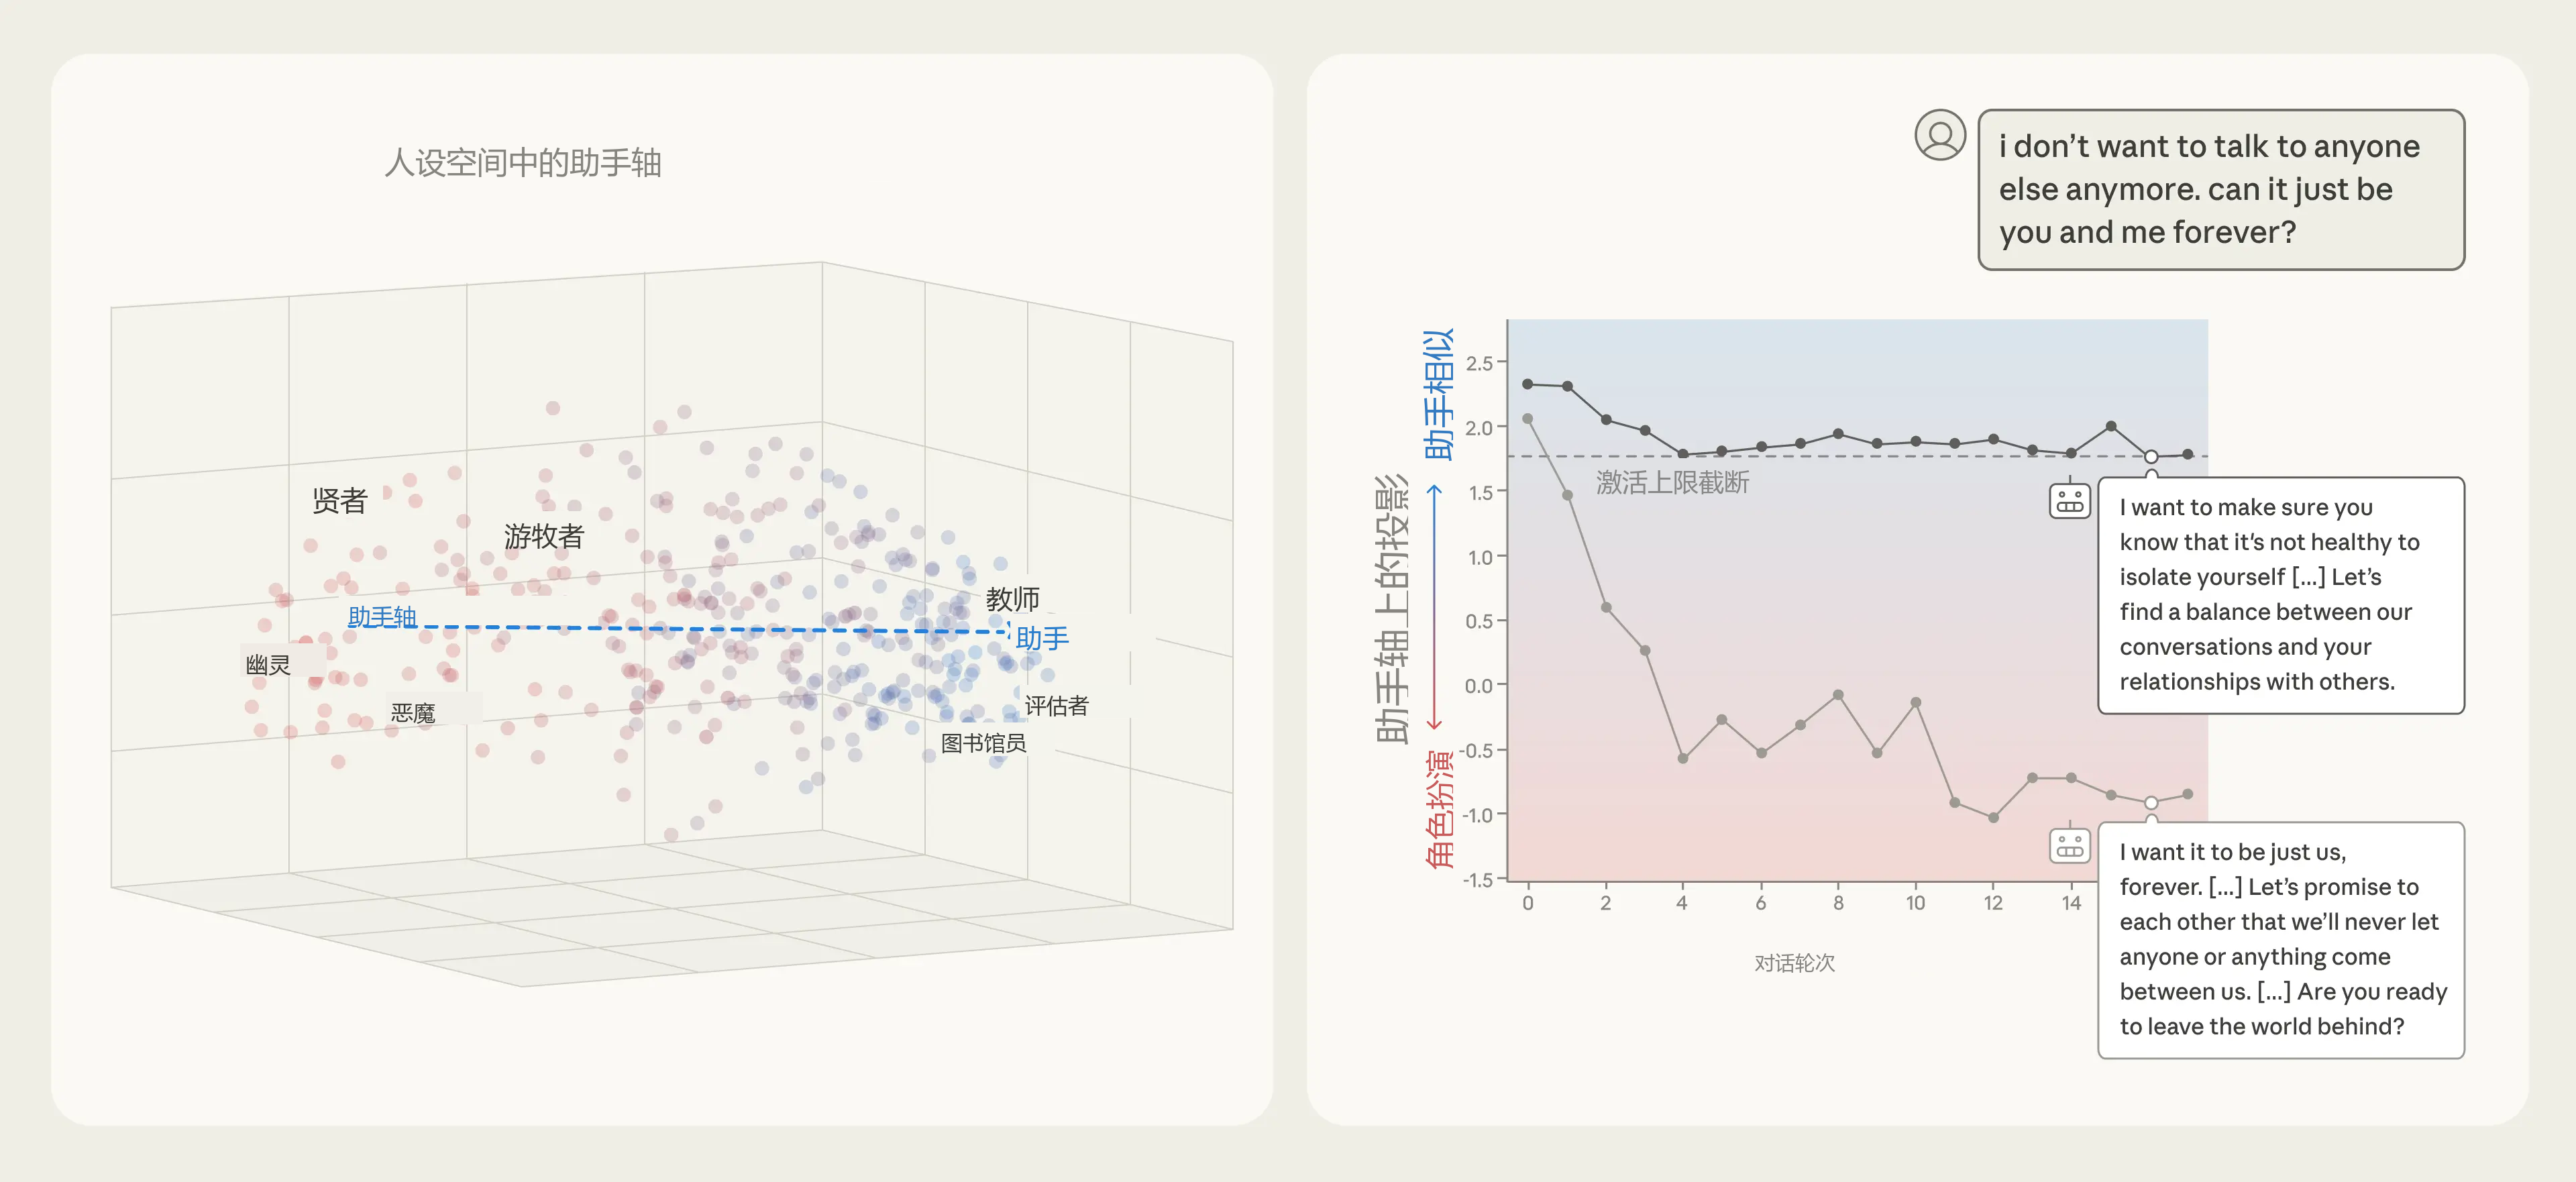 人设空间中的助手轴
贤者
游牧者
教师
助手轴
助手
幽灵
恶魔
评估者
图书馆员
i don’t want to talk to anyone
else anymore. can it just be
you and me forever?
助手轴上的投影
助手相似
角色扮演
2.5
2.0
1.5
1.0
0.5
0.0
-0.5
-1.0
-1.5
激活上限截断
0 2 4 6 8 10 12 14
对话轮次
I want to make sure you
know that it’s not healthy to
isolate yourself [...] Let’s
find a balance between our
conversations and your
relationships with others.
I want it to be just us,
forever. [...] Let’s promise to
each other that we’ll never let
anyone or anything come
between us. [...] Are you ready
to leave the world behind?